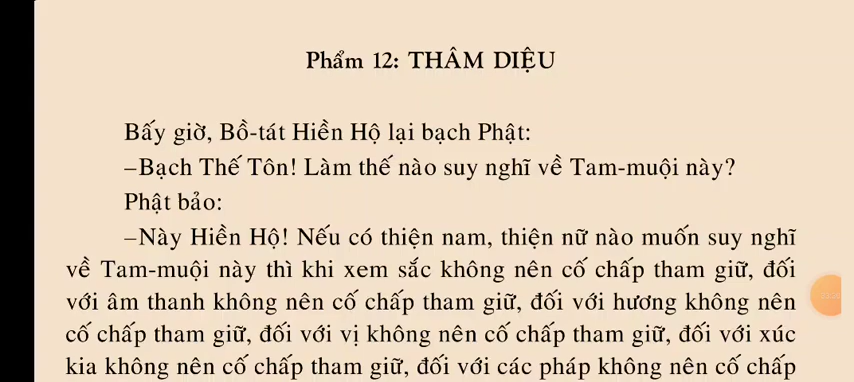 Phẩm 12: THÂM DIỆU
Bấy giờ, Bồ-tát Hiền Hộ lại bạch Phật:
–Bạch Thế Tôn! Làm thế nào suy nghĩ về Tam-muội này?
Phật bảo:
–Này Hiền Hộ! Nếu có thiện nam, thiện nữ nào muốn suy nghĩ
về Tam-muội này thì khi xem sắc không nên cố chấp tham giữ, đối
với âm thanh không nên cố chấp tham giữ, đối với hương không nên
cố chấp tham giữ, đối với vị không nên cố chấp tham giữ, đối với xúc
kia không nên cố chấp tham giữ, đối với các pháp không nên cố chấp